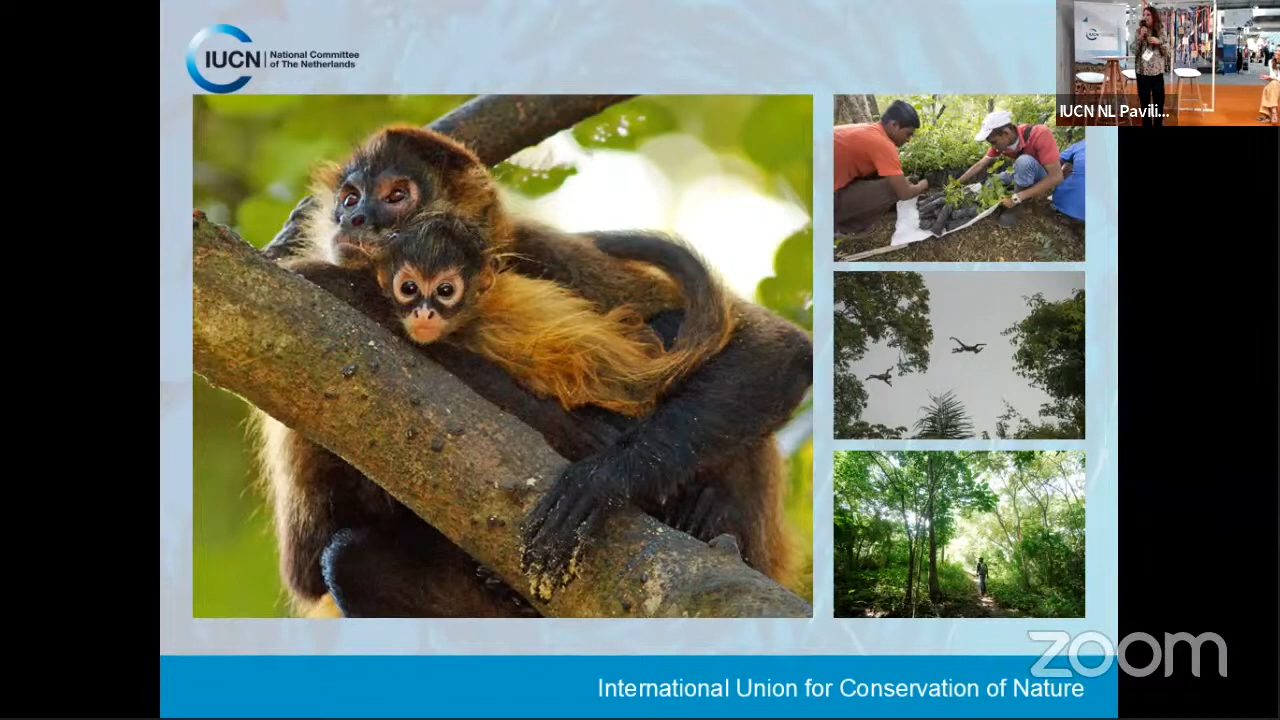 IUCN
National Committee
of The Netherlands
IUCN NL Pavili...
zoom
International Union for Conservation of Nature